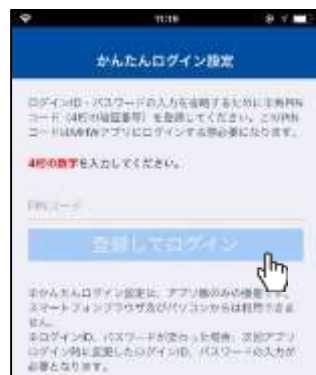 11:19
かんたんログイン設定
ログインID・パスワードの入力を省略するために専用PIN
コード（4桁の暗証番号）を登録してください。このPIN
コードはMHWアプリにログインする際必要になります。
4桁の数字を入力してください。
PINコード
登録してログイン
※かんたんログイン設定は、アプリ版のみの機能です。
スマートフォンブラウザ及びパソコンからは利用できま
せん。
※ログインID、パスワードが変わった場合、次回アプリ
ログイン時に変更したログインID、パスワードの入力が
必要となります。